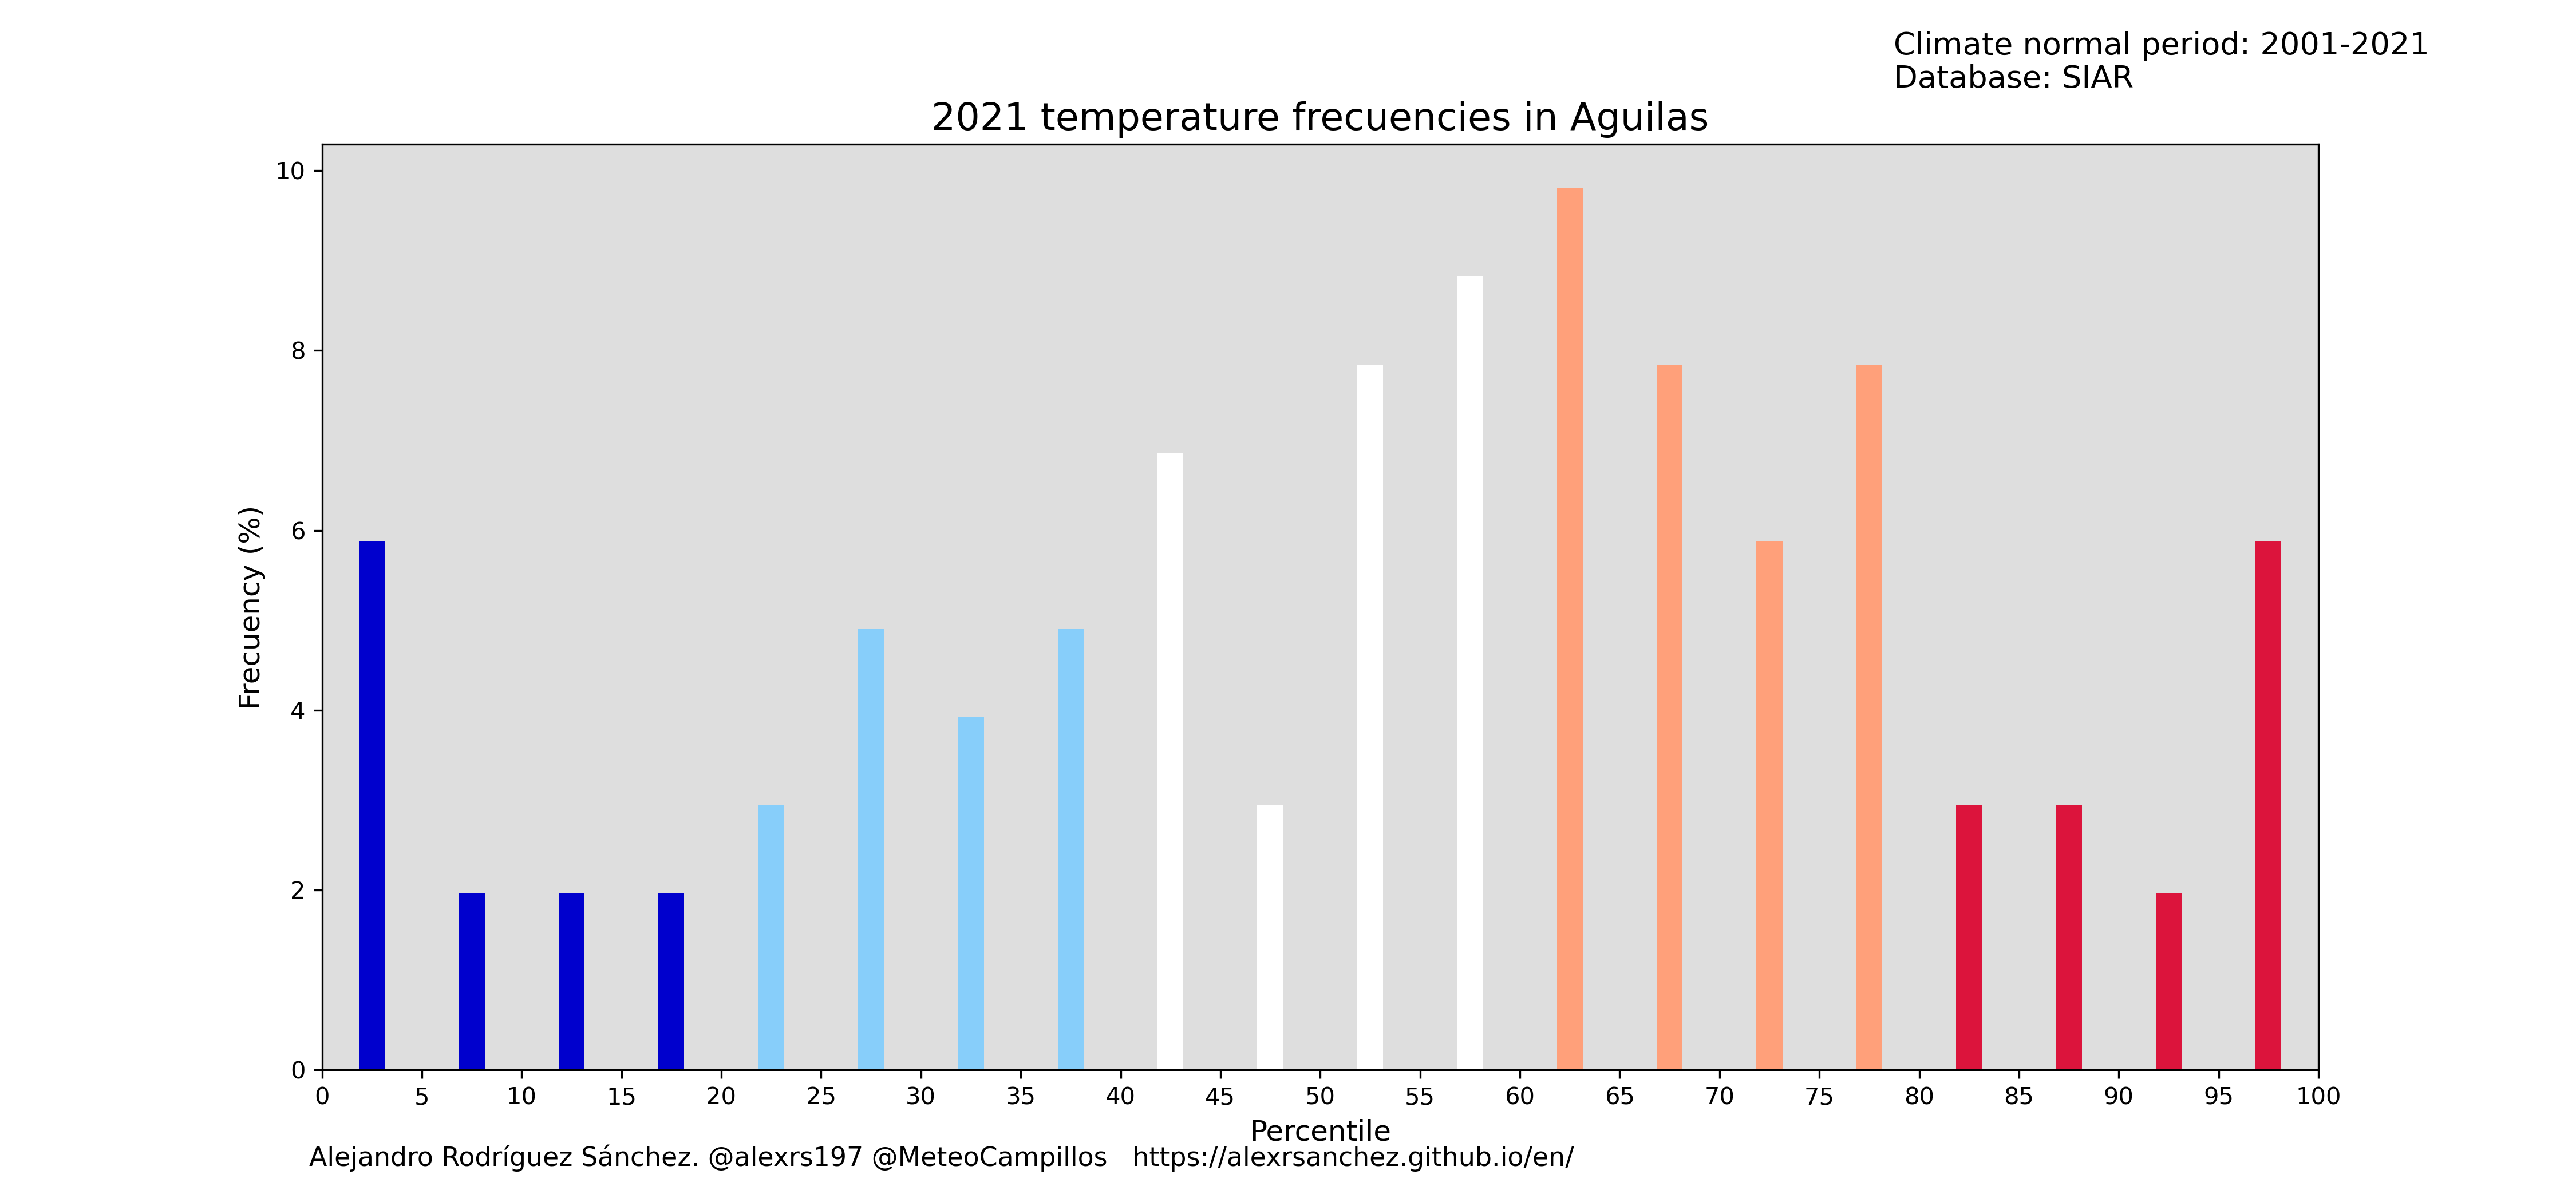 Climate normal period: 2001-2021
Database: SIAR
2021 temperature frecuencies in Aguilas
10
8
6
4
2
0
Frecuency (%)
0 5 10 15 20 25 30 35 40 45 50 55 60 65 70 75 80 85 90 95 100
Percentile
Alejandro Rodríguez Sánchez. @alexrs197 @MeteoCampillos https://alexrsanchez.github.io/en/